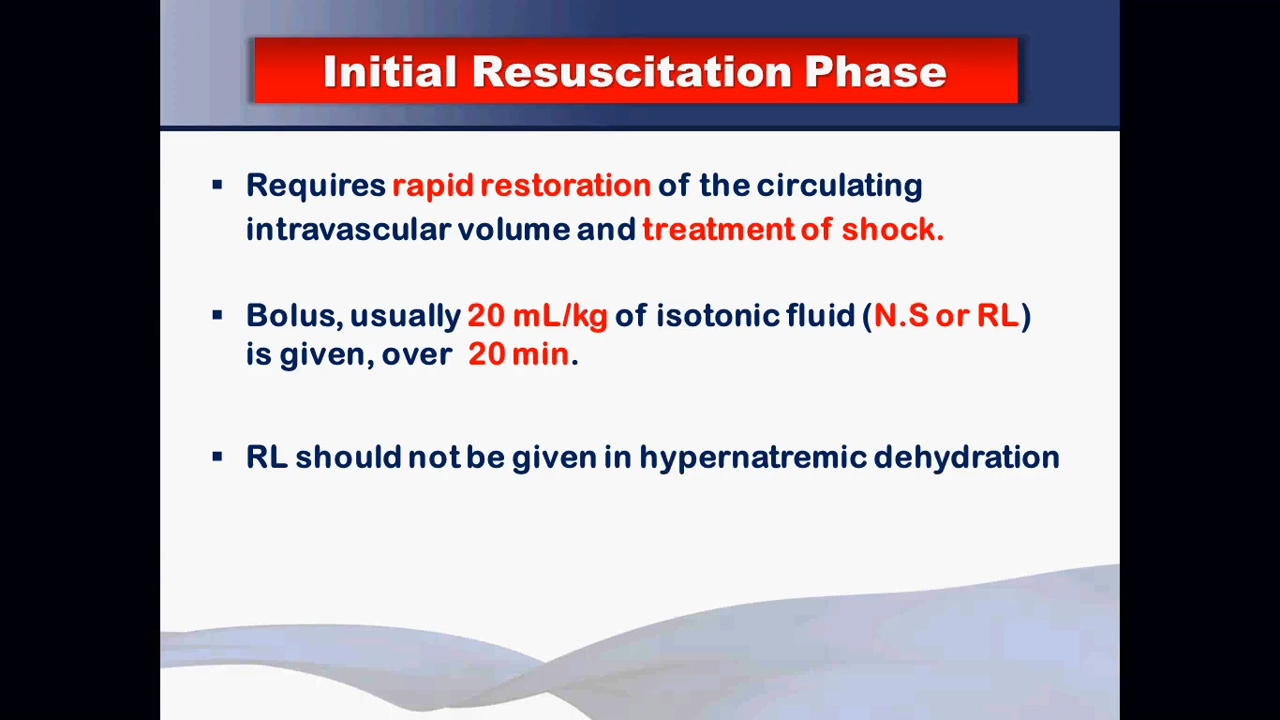 Initial Resuscitation Phase
▪ Requires rapid restoration of the circulating
intravascular volume and treatment of shock.
▪ Bolus, usually 20 mL/kg of isotonic fluid (N.S or RL)
is given, over 20 min.
▪ RL should not be given in hypernatremic dehydration